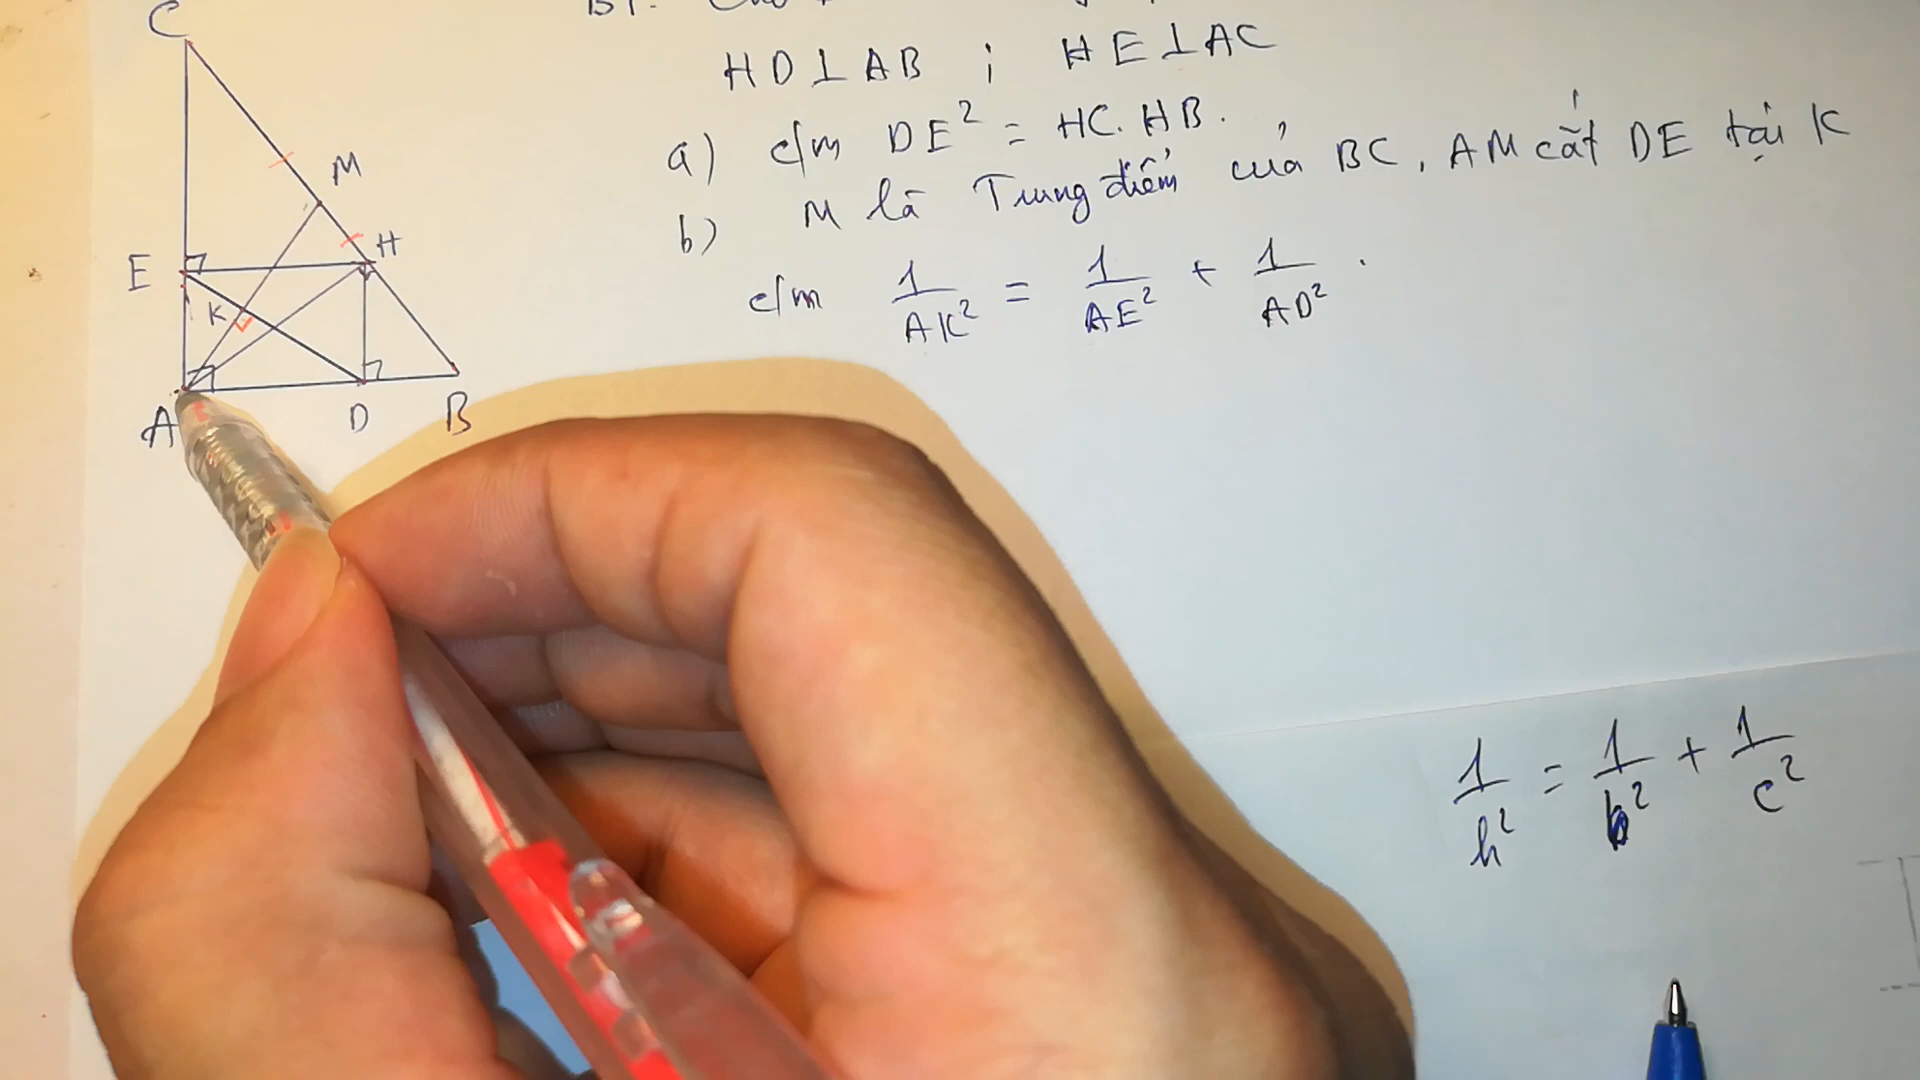 HD⊥AB ; HE⊥AC
a) c/m DE² = HC.HB.
b) M là Trung điểm của BC, AM cắt DE tại K
c/m 1/AK² = 1/AE² + 1/AD².
C
M
H
E
K
A
D
B
1/h² = 1/b² + 1/c²